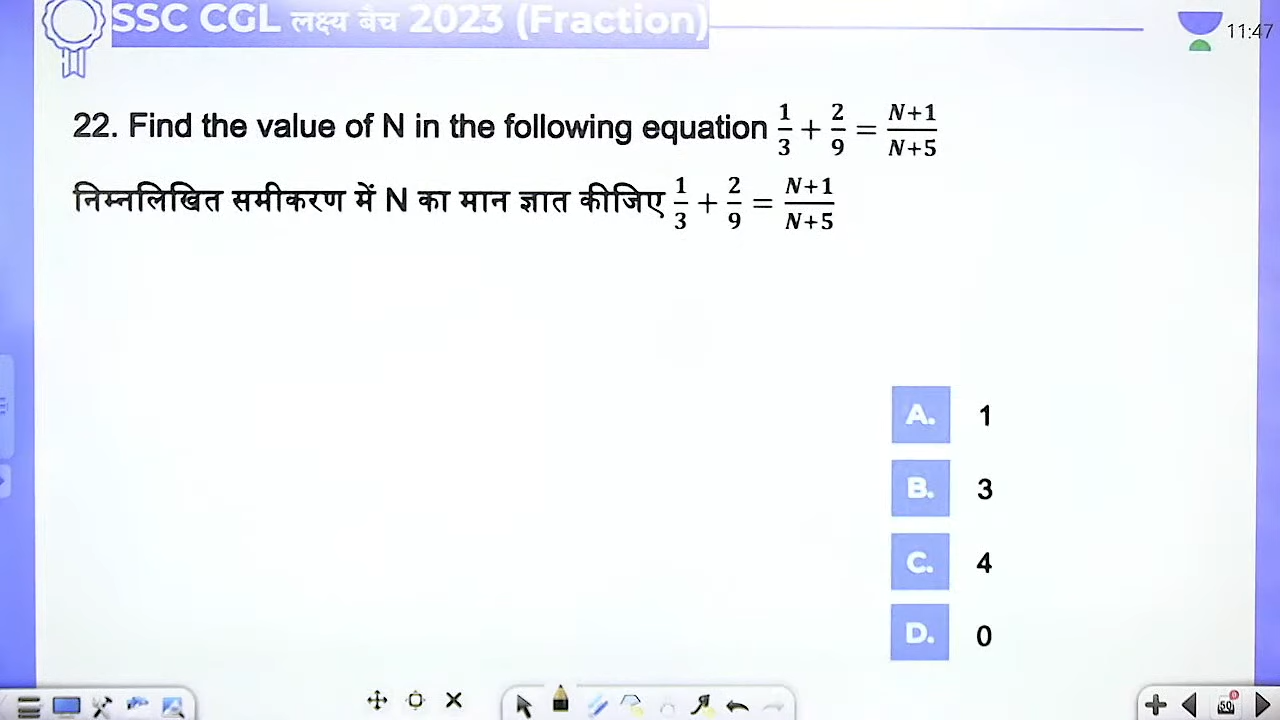 SSC CGL लक्ष्य बैच 2023 (Fraction)
11:47
22. Find the value of N in the following equation 1/3 + 2/9 = N+1/N+5
निम्नलिखित समीकरण में N का मान ज्ञात कीजिए 1/3 + 2/9 = N+1/N+5
A. 1
B. 3
C. 4
D. 0